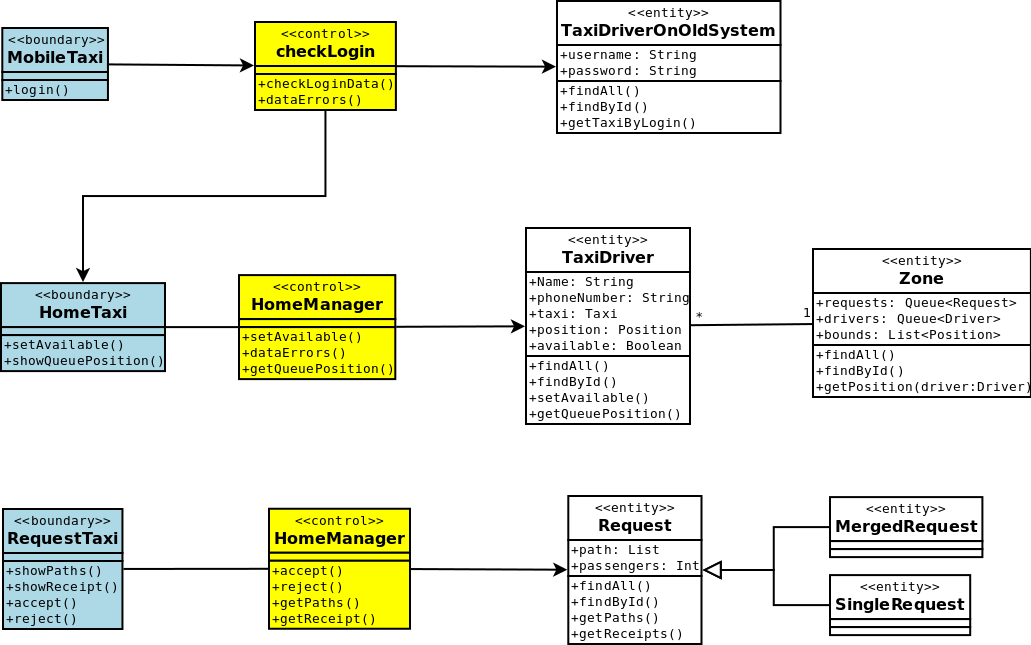 <<boundary>>
MobileTaxi
+login()
<<control>>
checkLogin
+checkLoginData()
+dataErrors()
<<entity>>
TaxiDriverOnOldSystem
+username: String
+password: String
+findAll()
+findById()
+getTaxiByLogin()
<<boundary>>
HomeTaxi
+setAvailable()
+showQueuePosition()
<<control>>
HomeManager
+setAvailable()
+dataErrors()
+getQueuePosition()
<<entity>>
TaxiDriver
+Name: String
+phoneNumber: String
+taxi: Taxi
+position: Position
+available: Boolean
+findAll()
+findById()
+setAvailable()
+getQueuePosition()
*
1
<<entity>>
Zone
+requests: Queue<Request>
+drivers: Queue<Driver>
+bounds: List<Position>
+findAll()
+findById()
+getPosition(driver:Driver)
<<boundary>>
RequestTaxi
+showPaths()
+showReceipt()
+accept()
+reject()
<<control>>
HomeManager
+accept()
+reject()
+getPaths()
+getReceipt()
<<entity>>
Request
+path: List
+passengers: Int
+findAll()
+findById()
+getPaths()
+getReceipts()
<<entity>>
MergedRequest
<<entity>>
SingleRequest